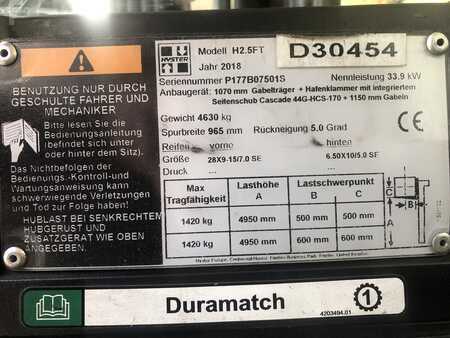 HYSTER
Modell H2.5FT
D30454
Jahr 2018
Seriennummer P177B07501S
Nennleistung 33.9 kW
Anbaugerät: 1070 mm Gabelträger + Hafenklammer mit integriertem
Seitenschub Cascade 44G-HCS-170 + 1150 mm Gabeln
Gewicht 4630 kg
Spurbreite 965 mm
Rückneigung 5.0 Grad
Reifen
vorne
hinten
Größe
28X9-15/7.0 SE
6.50X10/5.0 SF
Druck
...
...
Max Tragfähigkeit
Lasthöhe A
Lastschwerpunkt
B
C
1420 kg
4950 mm
500 mm
500 mm
1420 kg
4950 mm
600 mm
600 mm
C
B
A
CE
BENUTZUNG NUR DURCH
GESCHULTE FAHRER UND
MECHANIKER
Bitte lesen Sie die
Bedienungsanleitung
(befindet sich unter
oder hinter dem Sitz).
Das Nichtbefolgen der
Bedienungs-,Kontroll-und
Wartungsanweisung kann
schwerwiegende Verletzungen
und Tod zur Folge haben!
HUBLAST BEI SENKRECHTEM
HUBGERUST UND
ZUSATZGERAT WIE OBEN
ANGEGEBEN.
Duramatch
1
4203494.01